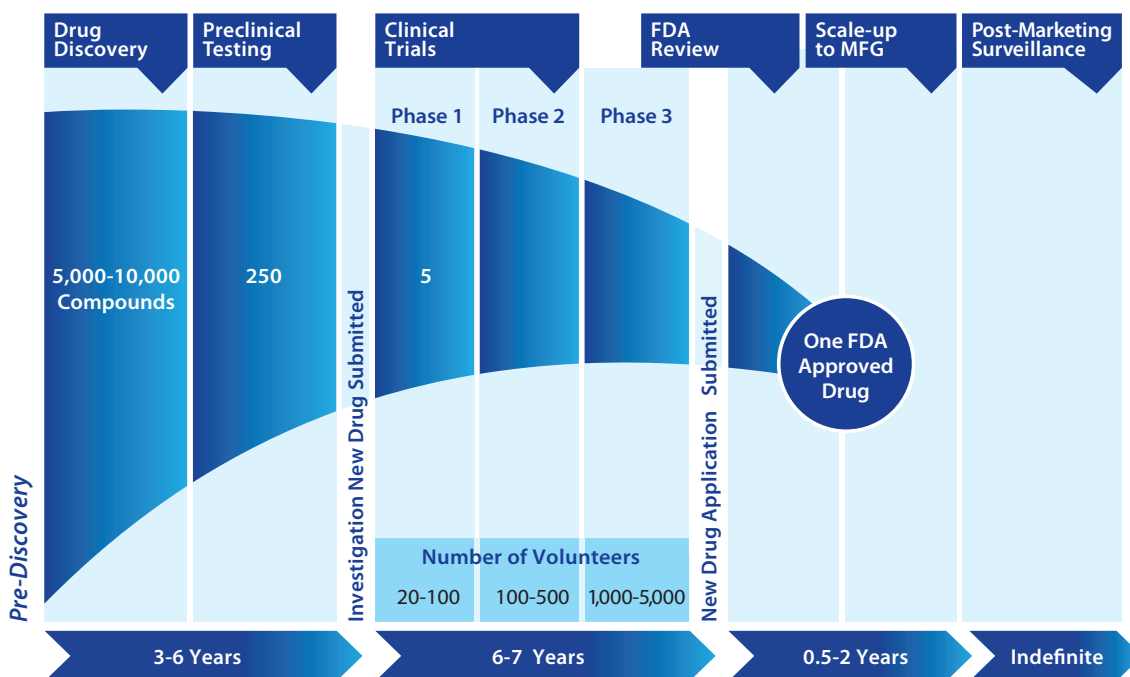 Drug
Discovery
Preclinical
Testing
Clinical
Trials
FDA
Review
Scale-up
to MFG
Post-Marketing
Surveillance
Phase 1
Phase 2
Phase 3
5,000-10,000
Compounds
250
5
One FDA
Approved
Drug
Pre-Discovery
Investigation New Drug Submitted
New Drug Application Submitted
Number of Volunteers
20-100
100-500
1,000-5,000
3-6 Years
6-7 Years
0.5-2 Years
Indefinite